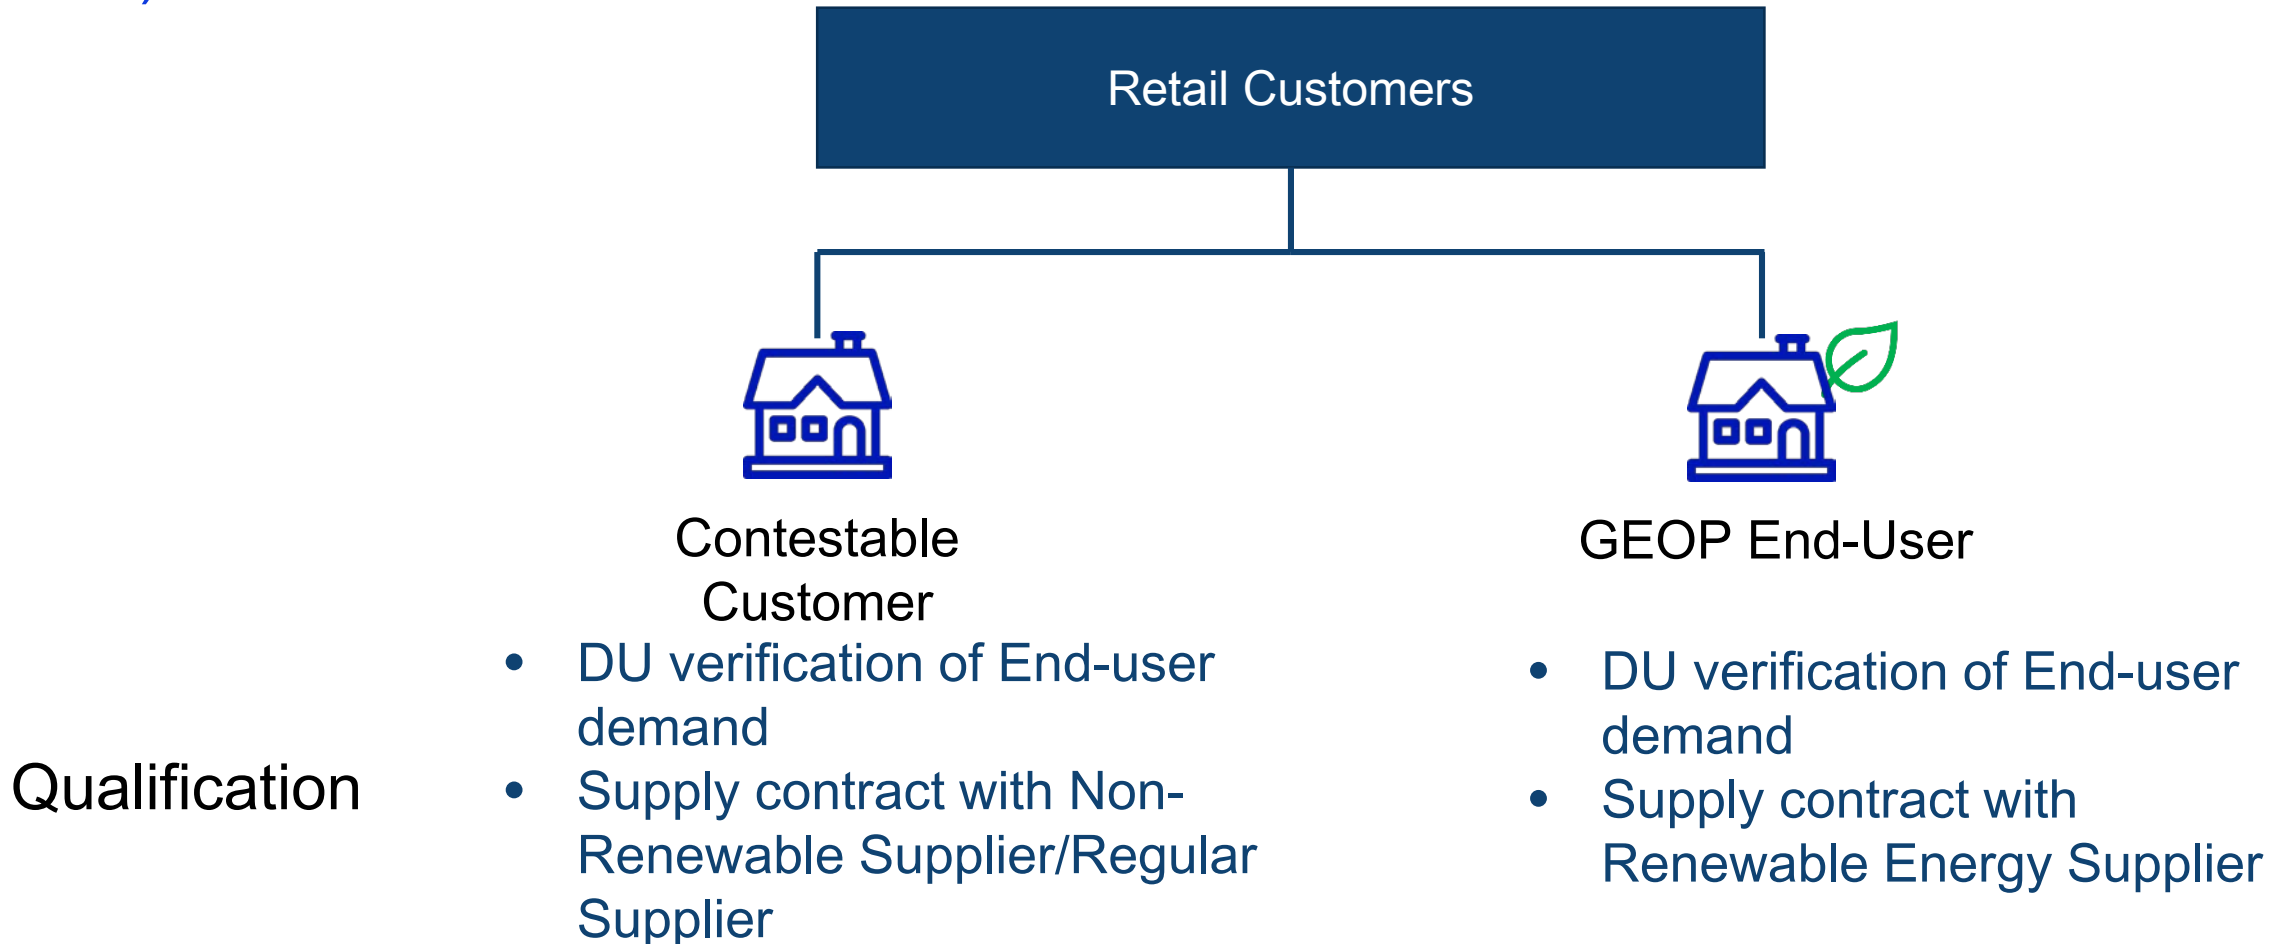 Retail Customers
Contestable
Customer
GEOP End-User
Qualification
• DU verification of End-user
demand
• Supply contract with Non-
Renewable Supplier/Regular
Supplier
• DU verification of End-user
demand
• Supply contract with
Renewable Energy Supplier